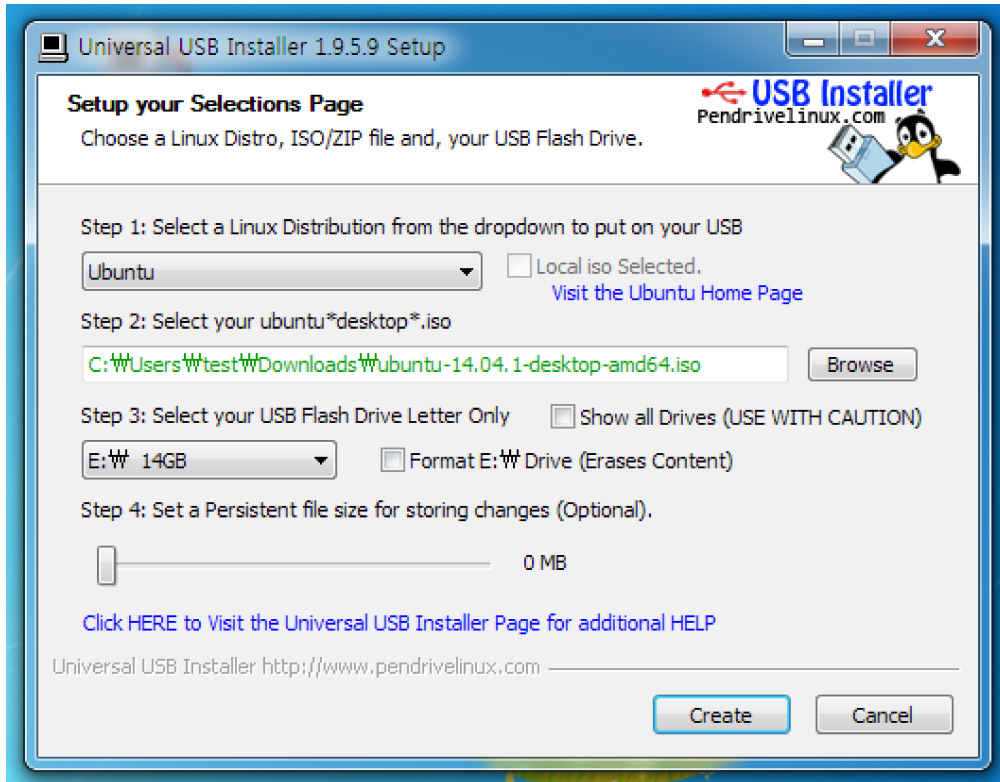 Universal USB Installer 1.9.5.9 Setup
Setup your Selections Page
Choose a Linux Distro, ISO/ZIP file and, your USB Flash Drive.
USB Installer
Pendrivelinux.com
Step 1: Select a Linux Distribution from the dropdown to put on your USB
Ubuntu
Local iso Selected.
Visit the Ubuntu Home Page
Step 2: Select your ubuntu*desktop*.iso
C:₩Users₩test₩Downloads₩ubuntu-14.04.1-desktop-amd64.iso
Browse
Step 3: Select your USB Flash Drive Letter Only
Show all Drives (USE WITH CAUTION)
E:₩ 14GB
Format E:₩ Drive (Erases Content)
Step 4: Set a Persistent file size for storing changes (Optional).
0 MB
Click HERE to Visit the Universal USB Installer Page for additional HELP
Universal USB Installer http://www.pendrivelinux.com
Create
Cancel